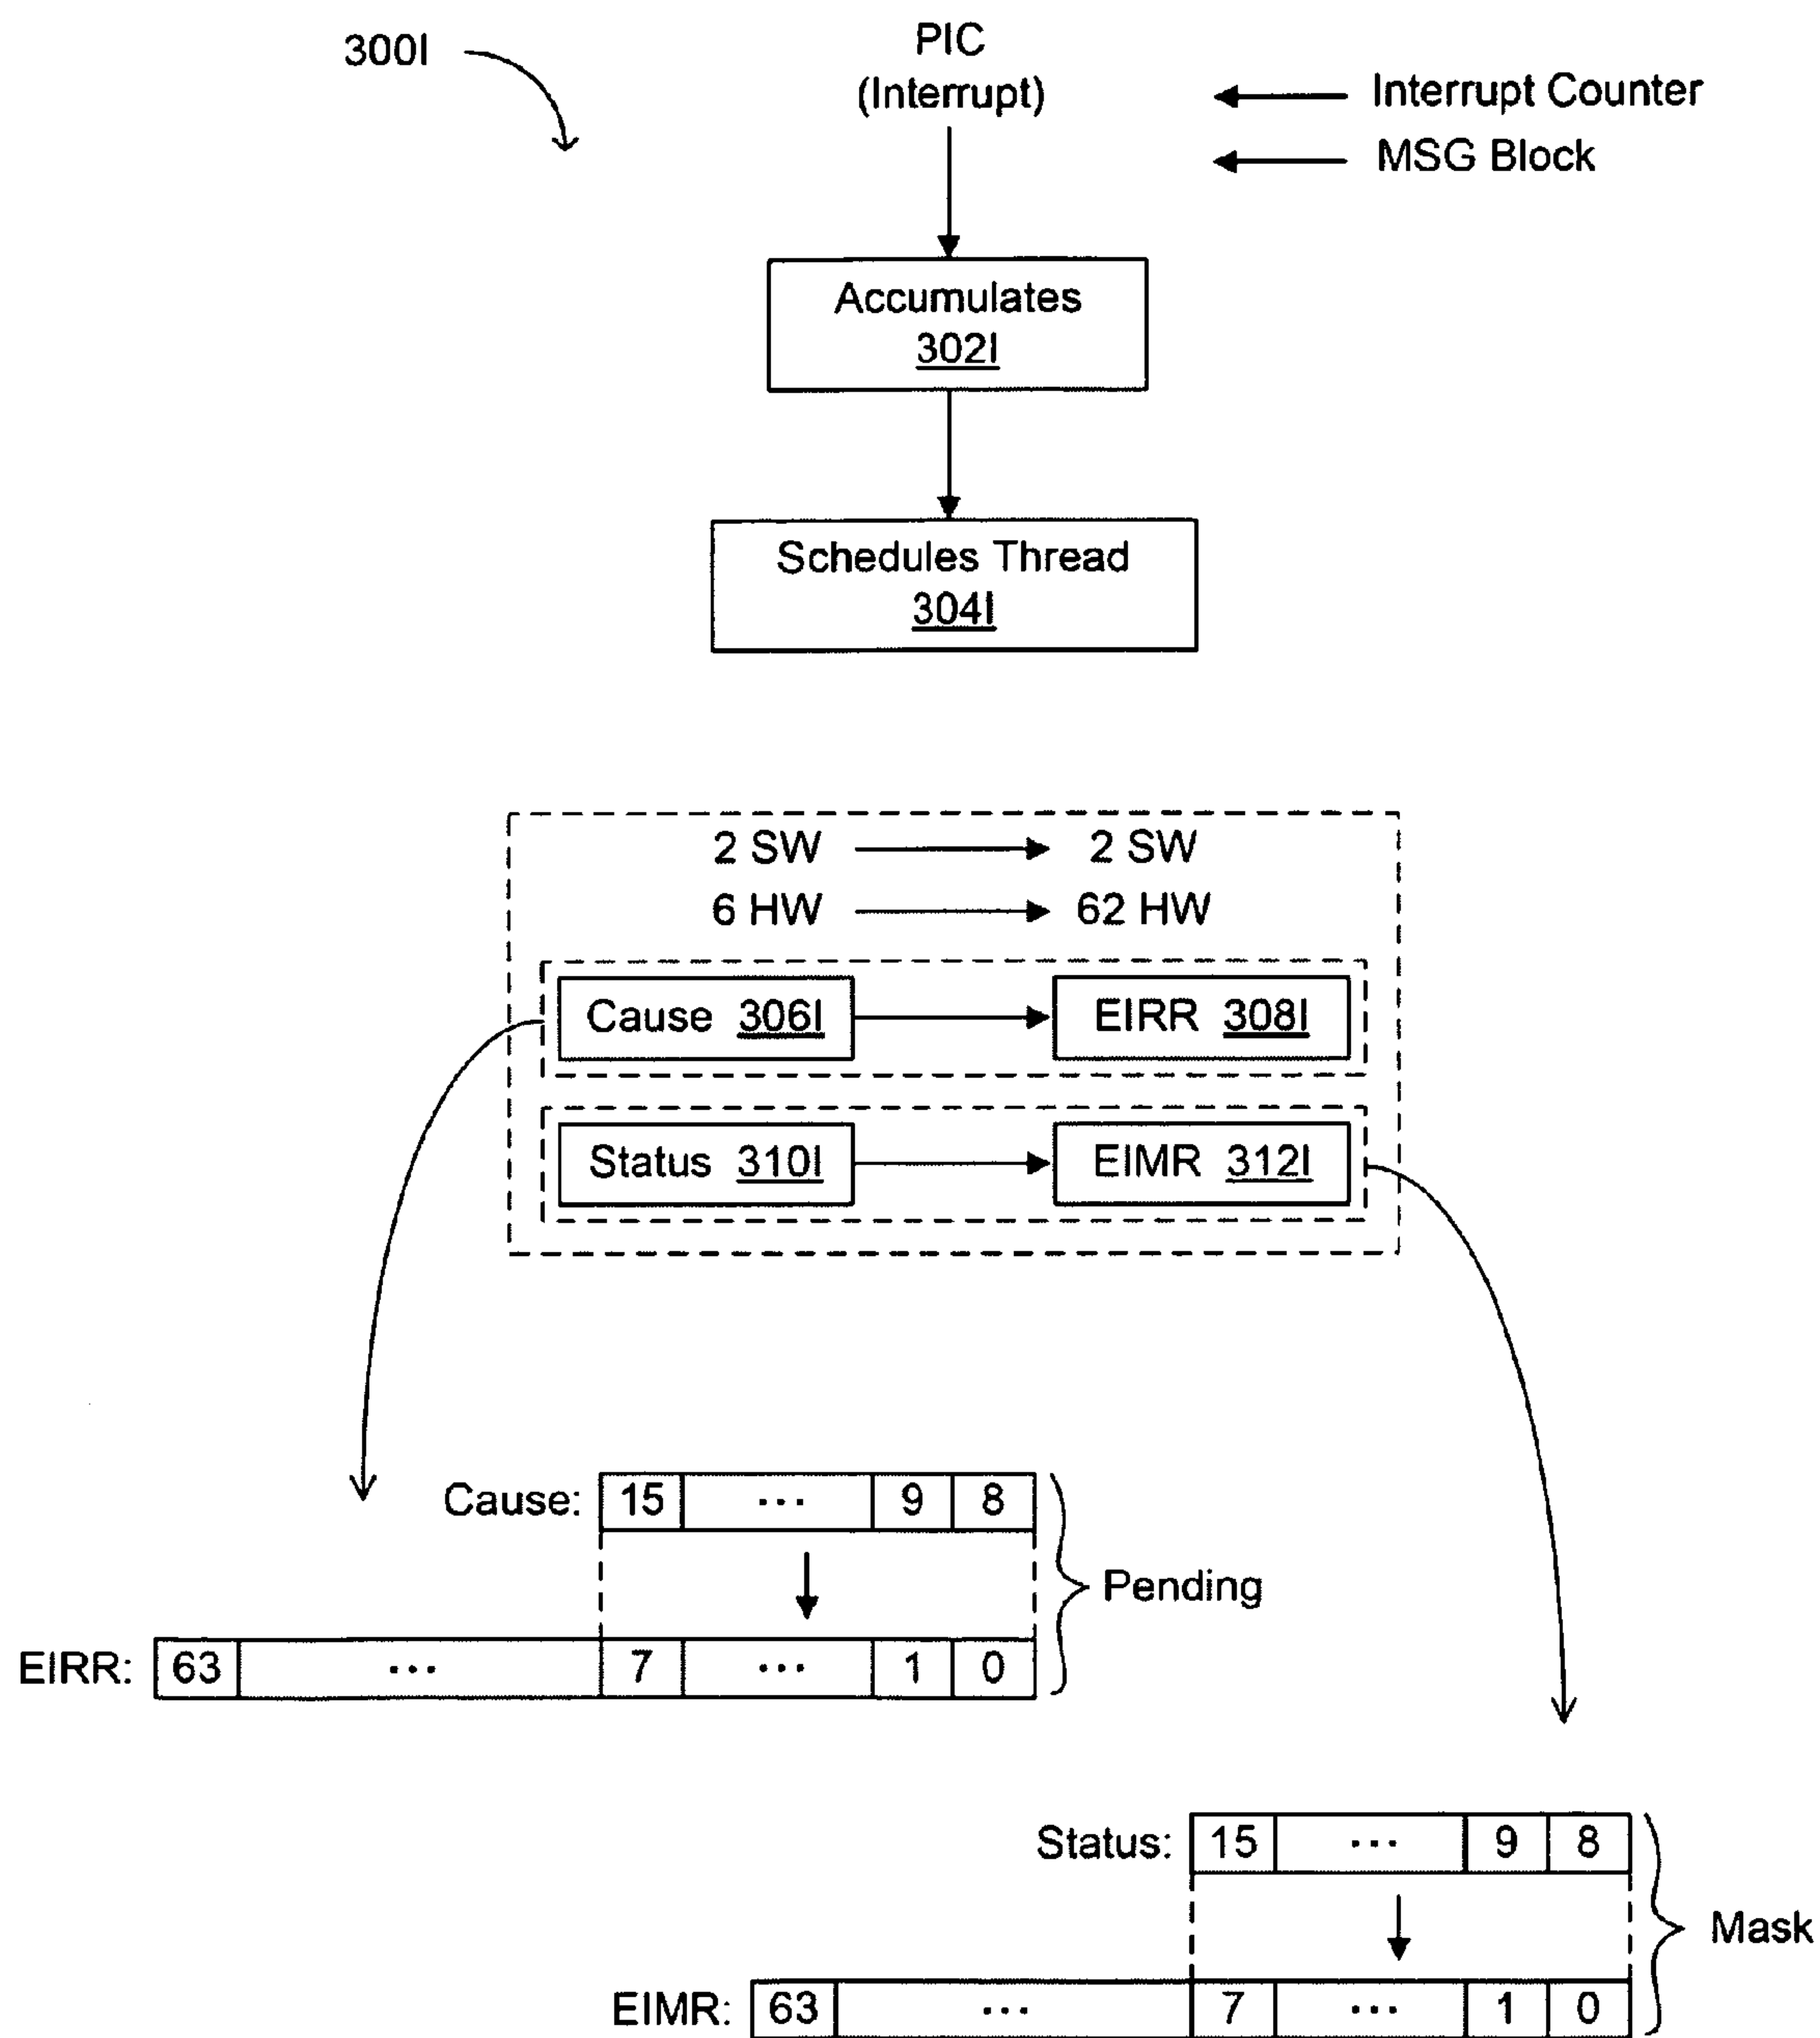 300I
PIC
(Interrupt)
Interrupt Counter
MSG Block
Accumulates
302I
Schedules Thread
304I
2 SW 2 SW
6 HW 62 HW
Cause 306I EIRR 308I
Status 310I EIMR 312I
Cause: 15 ... 9 8
Pending
EIRR: 63 ... 7 ... 1 0
Status: 15 ... 9 8
Mask
EIMR: 63 ... 7 ... 1 0